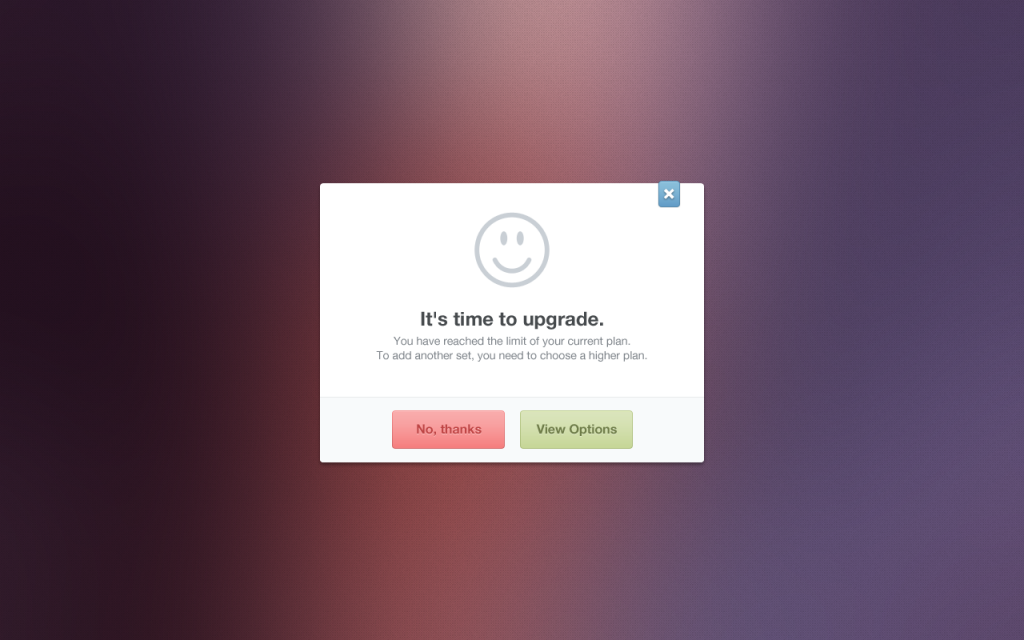 It's time to upgrade.
You have reached the limit of your current plan.
To add another set, you need to choose a higher plan.
No, thanks
View Options